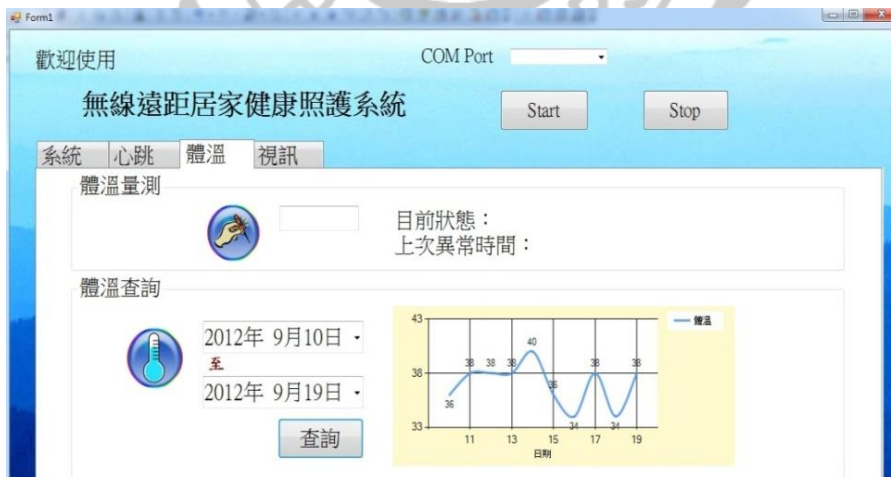 Form1
歡迎使用
COM Port
無線遠距居家健康照護系統
Start
Stop
系統 心跳 體溫 視訊
體溫量測
目前狀態：
上次異常時間：
體溫查詢
2012年 9月10日
至
2012年 9月19日
查詢
體溫
43
38
33
36 38 38 38 40 36 34 38 34 38
11 13 15 17 19
日期